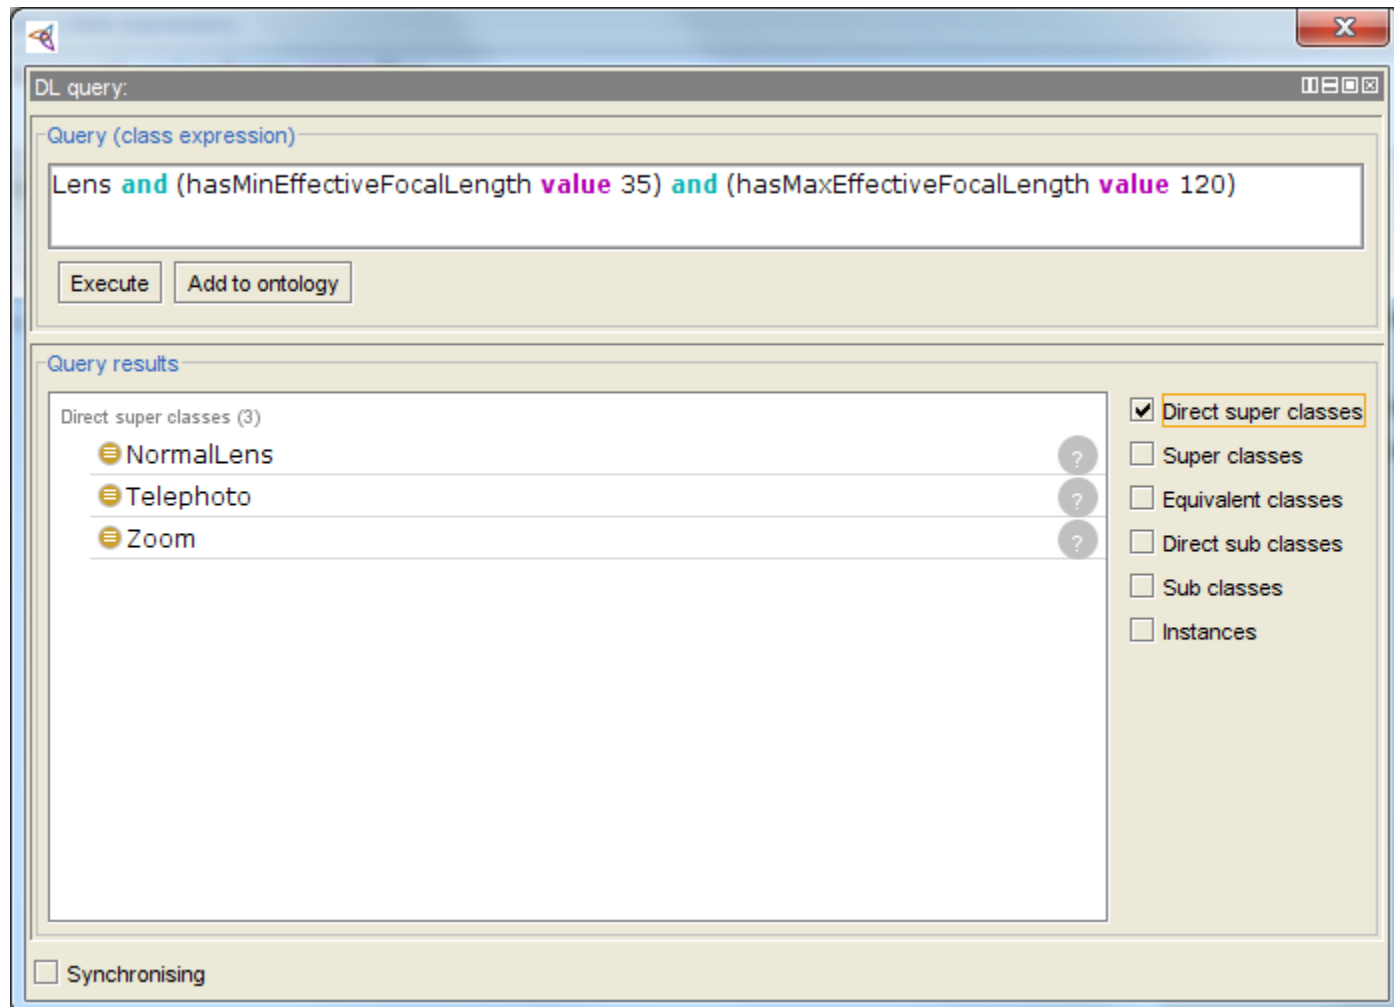 DL query:
Query (class expression)
Lens and (hasMinEffectiveFocalLength value 35) and (hasMaxEffectiveFocalLength value 120)
Execute
Add to ontology
Query results
Direct super classes (3)
NormalLens
?
Telephoto
?
Zoom
?
Direct super classes
Super classes
Equivalent classes
Direct sub classes
Sub classes
Instances
Synchronising